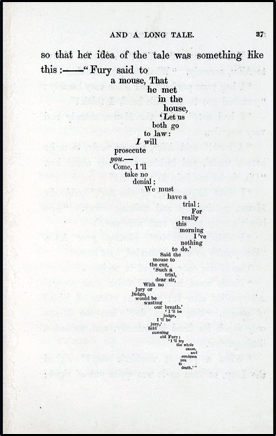 AND A LONG TALE. 37
so that her idea of the tale was something like
this :——“Fury said to
a mouse, That
he met
in the
house,
‘Let us
both go
to law:
I will
prosecute
you.—
Come, I’ll
take no
denial;
We must
have a
trial;
For
really
this
morning
I’ve
nothing
to do.’
Said the
mouse to
the cur,
‘Such a
trial,
dear sir,
With no
jury or
judge,
would be
wasting
our breath.’
‘I’ll be
judge,
I’ll be
jury,’
Said
cunning
old Fury;
‘I’ll try
the whole
cause,
and
condemn
you
to
death.’”